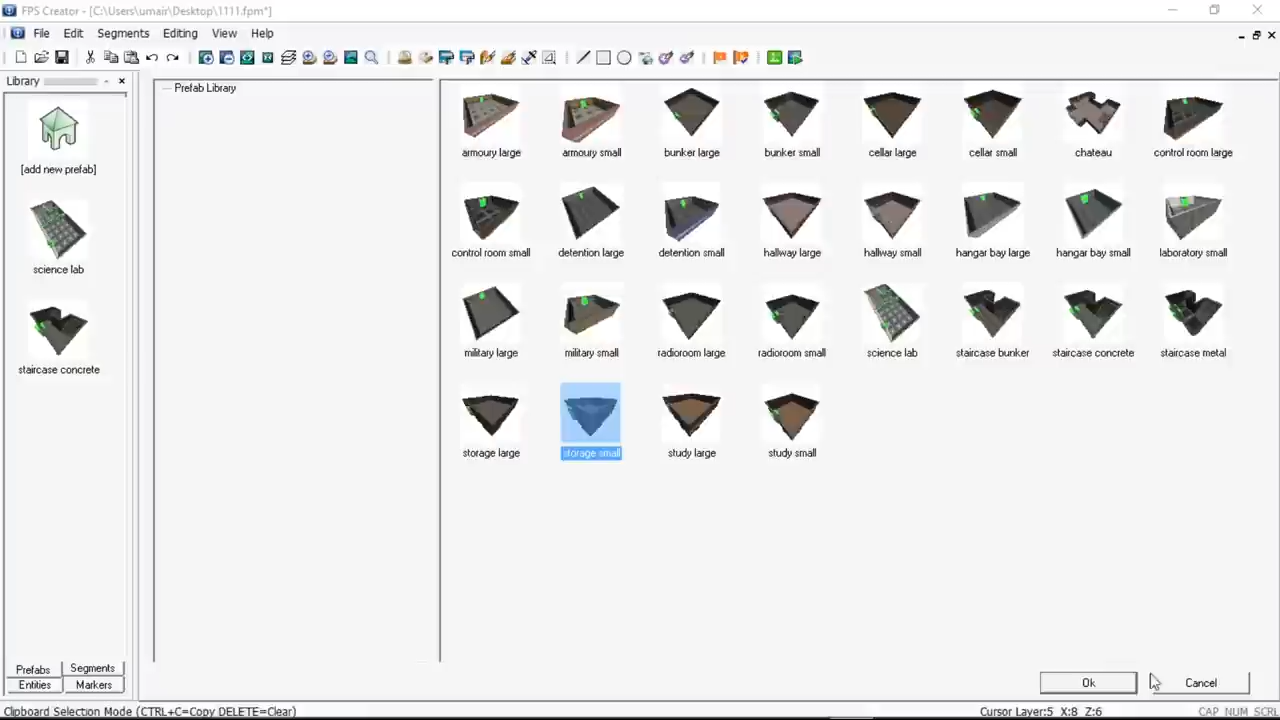 FPS Creator - [C:\Users\umair\Desktop\1111.fpm*]
File Edit Segments Editing View Help
Library
[add new prefab]
science lab
staircase concrete
Prefabs Segments
Entities Markers
Prefab Library
armoury large armoury small bunker large bunker small cellar large cellar small chateau control room large
control room small detention large detention small hallway large hallway small hangar bay large hangar bay small laboratory small
military large military small radioroom large radioroom small science lab staircase bunker staircase concrete staircase metal
storage large storage small study large study small
Ok Cancel
Clipboard Selection Mode (CTRL+C=Copy DELETE=Clear) Cursor Layer:5 X:8 Z:6 CAP NUM SCRL